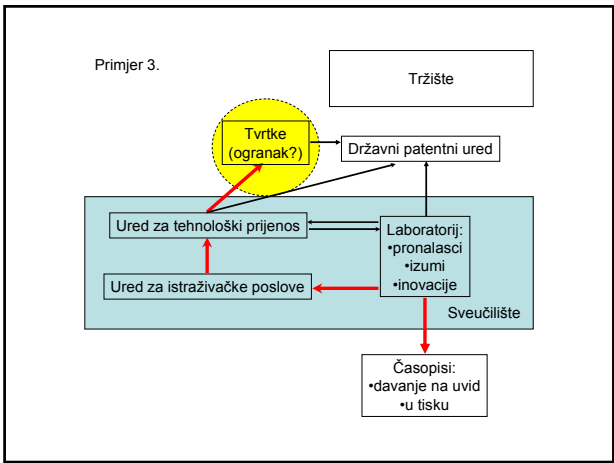 Primjer 3.
Tržište
Tvrtke
(ogranak?)
Državni patentni ured
Ured za tehnološki prijenos
Laboratorij:
•pronalasci
•izumi
•inovacije
Ured za istraživačke poslove
Sveučilište
Časopisi:
•davanje na uvid
•u tisku